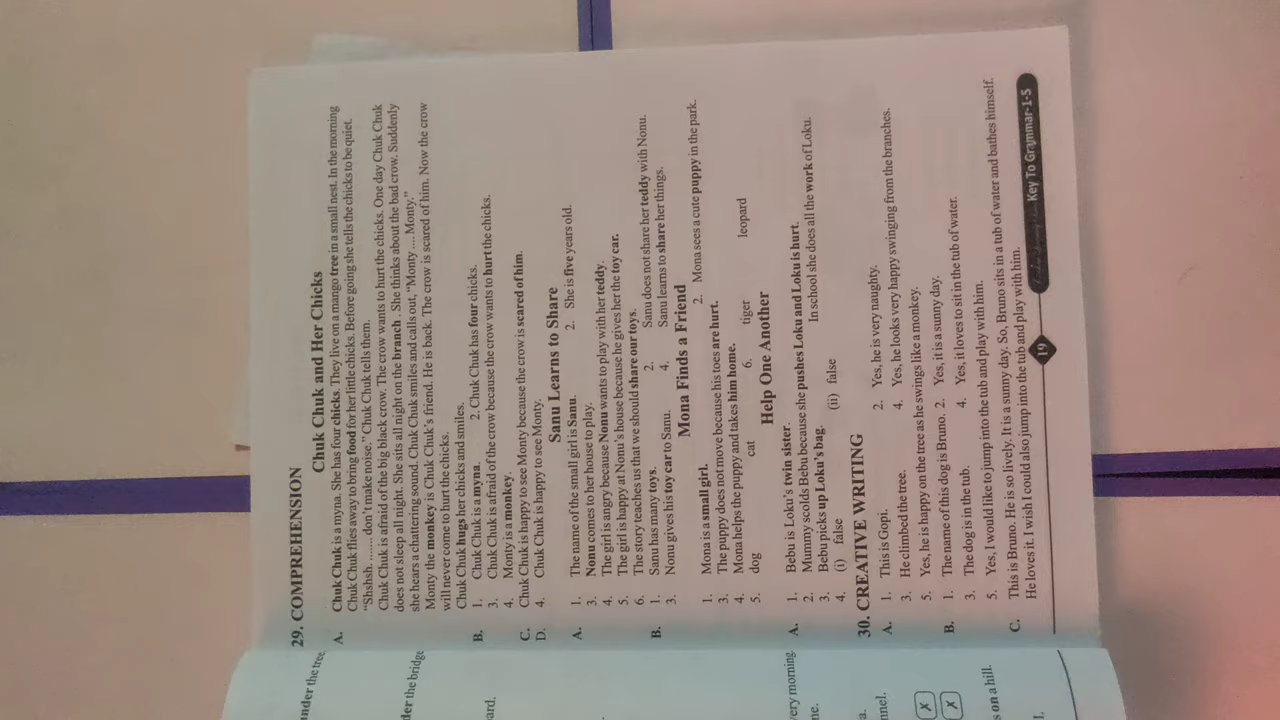 under the tree.
der the bridge
ard.
very morning.
me.
a.
nnel.
X
X
s on a hill.
l.
29. COMPREHENSION
Chuk Chuk and Her Chicks
A. Chuk Chuk is a myna. She has four chicks. They live on a mango tree in a small nest. In the morning
Chuk Chuk flies away to bring food for her little chicks. Before going she tells the chicks to be quiet.
"Shshsh......... don't make noise." Chuk Chuk tells them.
Chuk Chuk is afraid of the big black crow. The crow wants to hurt the chicks. One day Chuk Chuk
does not sleep all night. She sits all night on the branch . She thinks about the bad crow. Suddenly
she hears a chattering sound. Chuk Chuk smiles and calls out, "Monty .... Monty."
Monty the monkey is Chuk Chuk's friend. He is back. The crow is scared of him. Now the crow
will never come to hurt the chicks.
Chuk Chuk hugs her chicks and smiles.
B. 1. Chuk Chuk is a myna. 2. Chuk Chuk has four chicks.
3. Chuk Chuk is afraid of the crow because the crow wants to hurt the chicks.
4. Monty is a monkey.
C. Chuk Chuk is happy to see Monty because the crow is scared of him.
D. 4. Chuk Chuk is happy to see Monty.
Sanu Learns to Share
A. 1. The name of the small girl is Sanu. 2. She is five years old.
3. Nonu comes to her house to play.
4. The girl is angry because Nonu wants to play with her teddy.
5. The girl is happy at Nonu's house because he gives her the toy car.
6. The story teaches us that we should share our toys.
B. 1. Sanu has many toys. 2. Sanu does not share her teddy with Nonu.
3. Nonu gives his toy car to Sanu. 4. Sanu learns to share her things.
Mona Finds a Friend
1. Mona is a small girl. 2. Mona sees a cute puppy in the park.
3. The puppy does not move because his toes are hurt.
4. Mona helps the puppy and takes him home.
5. dog cat 6. tiger leopard
Help One Another
A. 1. Bebu is Loku's twin sister.
2. Mummy scolds Bebu because she pushes Loku and Loku is hurt.
3. Bebu picks up Loku's bag. In school she does all the work of Loku.
4. (i) false (ii) false
30. CREATIVE WRITING
A. 1. This is Gopi. 2. Yes, he is very naughty.
3. He climbed the tree. 4. Yes, he looks very happy swinging from the branches.
5. Yes, he is happy on the tree as he swings like a monkey.
B. 1. The name of this dog is Bruno. 2. Yes, it is a sunny day.
3. The dog is in the tub. 4. Yes, it loves to sit in the tub of water.
5. Yes, I would like to jump into the tub and play with him.
C. This is Bruno. He is so lively. It is a sunny day. So, Bruno sits in a tub of water and bathes himself.
He loves it. I wish I could also jump into the tub and play with him.
19
Key To Grammar-1-5